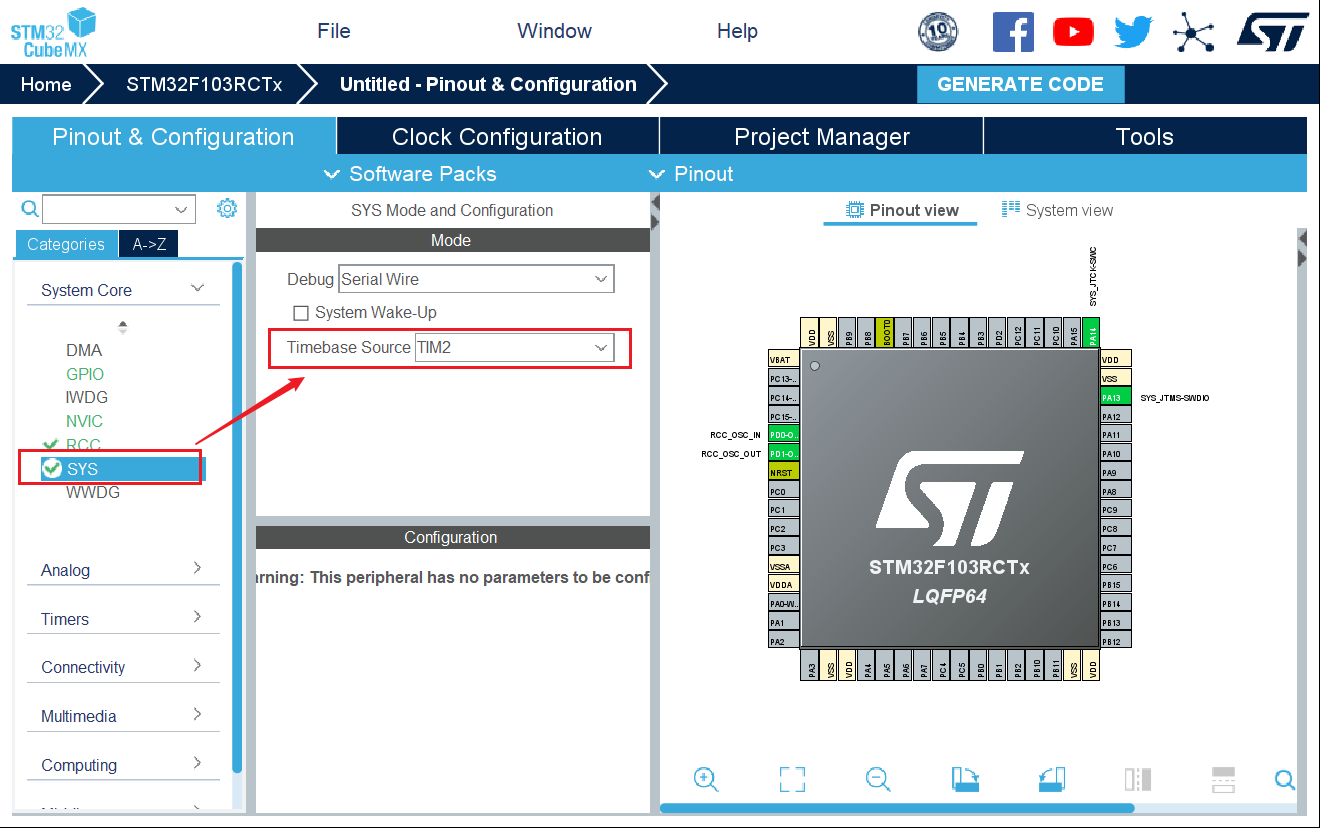 STM32
CubeMX
File
Window
Help
10
Home
STM32F103RCTx
Untitled - Pinout & Configuration
GENERATE CODE
Pinout & Configuration
Clock Configuration
Project Manager
Tools
Software Packs
Pinout
Categories
A->Z
System Core
DMA
GPIO
IWDG
NVIC
RCC
SYS
WWDG
Analog
Timers
Connectivity
Multimedia
Computing
SYS Mode and Configuration
Mode
Debug Serial Wire
System Wake-Up
Timebase Source TIM2
Configuration
arning: This peripheral has no parameters to be conf
Pinout view
System view
SYS_JTCK-SWC
VDD
VSS
PB9
PB8
BOOT0
PB7
PB6
PB5
PB4
PB3
PD2
PC12
PC11
PC10
PA15
PA14
VBAT
PC13-..
PC14-..
PC15-..
RCC_OSC_IN PD0-O..
RCC_OSC_OUT PD1-O..
NRST
PC0
PC1
PC2
PC3
VSSA
VDDA
PA0-W..
PA1
PA2
VDD
VSS
PA13 SYS_JTMS-SWDIO
PA12
PA11
PA10
PA9
PA8
PC9
PC8
PC7
PC6
PB15
PB14
PB13
PB12
ST
STM32F103RCTx
LQFP64
PA3
VSS
VDD
PA4
PA5
PA6
PA7
PC4
PC5
PB0
PB1
PB2
PB10
PB11
VSS
VDD